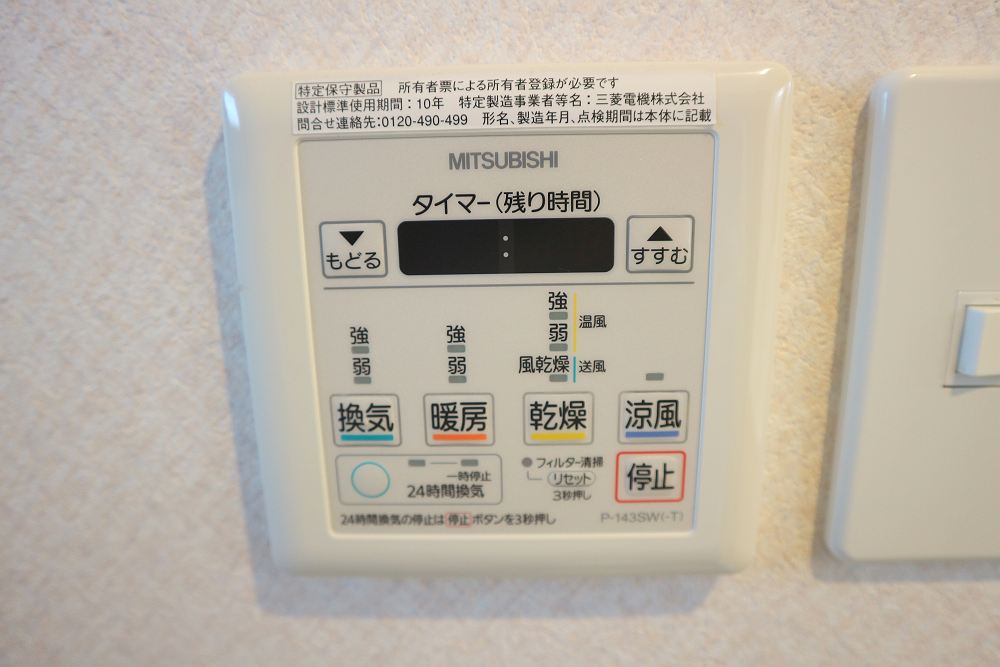 特定保守製品 所有者票による所有者登録が必要です
設計標準使用期間：10年 特定製造事業者等名：三菱電機株式会社
問合せ連絡先:0120-490-499 形名、製造年月、点検期間は本体に記載
MITSUBISHI
タイマー(残り時間)
▼
もどる
:
▲
すすむ
強
弱
強
弱
強
弱
温風
風乾燥
送風
換気
暖房
乾燥
涼風
一時停止
24時間換気
フィルター清掃
リセット
3秒押し
停止
24時間換気の停止は 停止 ボタンを3秒押し
P-143SW(-T)